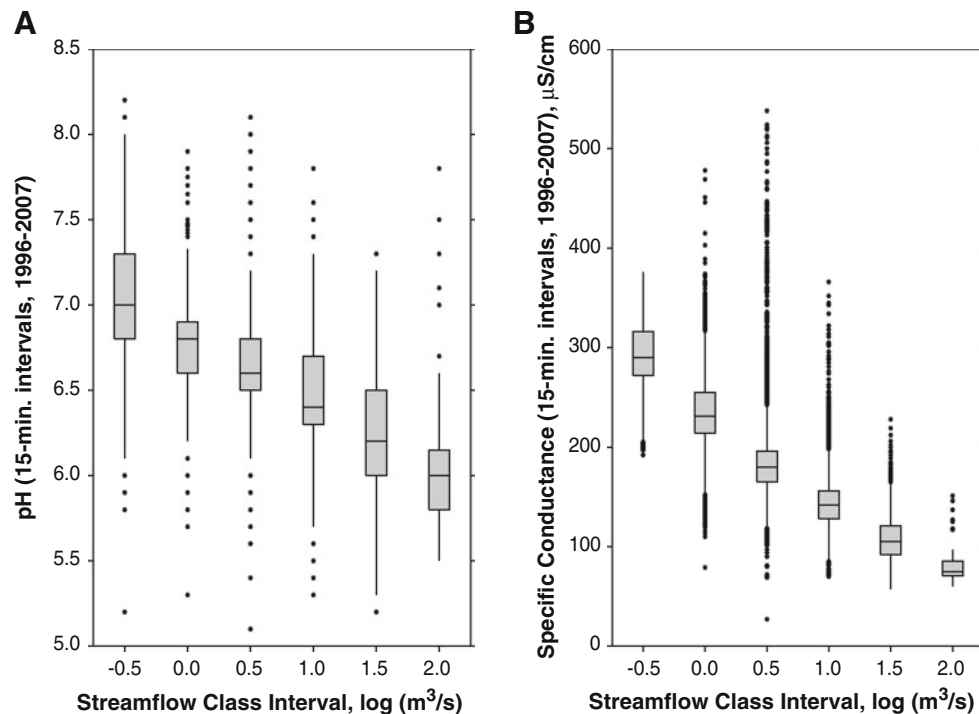 A
pH (15-min. intervals, 1996-2007)
8.5
8.0
7.5
7.0
6.5
6.0
5.5
5.0
-0.5 0.0 0.5 1.0 1.5 2.0
Streamflow Class Interval, log (m³/s)
B
Specific Conductance (15-min. intervals, 1996-2007), μS/cm
600
500
400
300
200
100
0
-0.5 0.0 0.5 1.0 1.5 2.0
Streamflow Class Interval, log (m³/s)